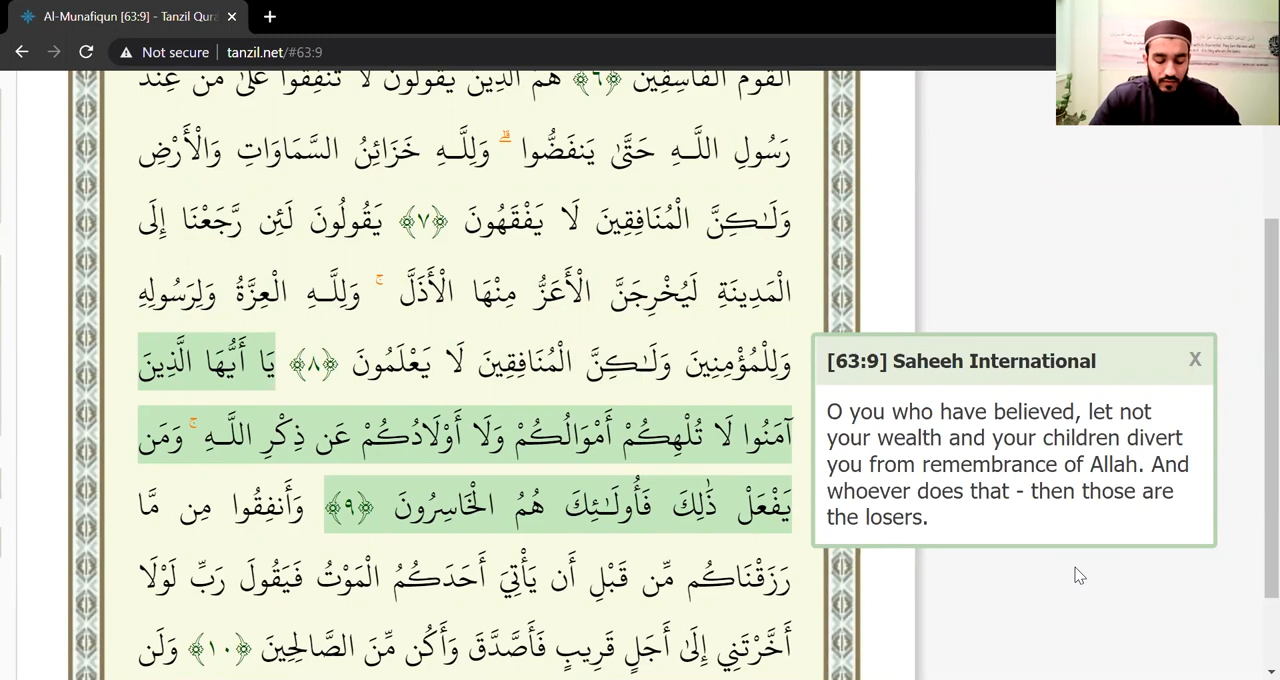 Al-Munafiqun [63:9] - Tanzil Qura
Not secure
tanzil.net/#63:9
الْقَوْمَ الْفَاسِقِينَ ﴿٦﴾ هُمُ الَّذِينَ يَقُولُونَ لَا تُنفِقُوا عَلَىٰ مَنْ عِندَ
رَسُولِ اللَّـهِ حَتَّىٰ يَنفَضُّوا ۗ وَلِلَّـهِ خَزَائِنُ السَّمَاوَاتِ وَالْأَرْضِ
وَلَـٰكِنَّ الْمُنَافِقِينَ لَا يَفْقَهُونَ ﴿٧﴾ يَقُولُونَ لَئِن رَّجَعْنَا إِلَى
الْمَدِينَةِ لَيُخْرِجَنَّ الْأَعَزُّ مِنْهَا الْأَذَلَّ ۚ وَلِلَّـهِ الْعِزَّةُ وَلِرَسُولِهِ
وَلِلْمُؤْمِنِينَ وَلَـٰكِنَّ الْمُنَافِقِينَ لَا يَعْلَمُونَ ﴿٨﴾ يَا أَيُّهَا الَّذِينَ
آمَنُوا لَا تُلْهِكُمْ أَمْوَالُكُمْ وَلَا أَوْلَادُكُمْ عَن ذِكْرِ اللَّـهِ ۚ وَمَن
يَفْعَلْ ذَٰلِكَ فَأُولَـٰئِكَ هُمُ الْخَاسِرُونَ ﴿٩﴾ وَأَنفِقُوا مِن مَّا
رَزَقْنَاكُم مِّن قَبْلِ أَن يَأْتِيَ أَحَدَكُمُ الْمَوْتُ فَيَقُولَ رَبِّ لَوْلَا
أَخَّرْتَنِي إِلَىٰ أَجَلٍ قَرِيبٍ فَأَصَّدَّقَ وَأَكُن مِّنَ الصَّالِحِينَ ﴿١٠﴾ وَلَن
[63:9] Saheeh International X
O you who have believed, let not
your wealth and your children divert
you from remembrance of Allah. And
whoever does that - then those are
the losers.